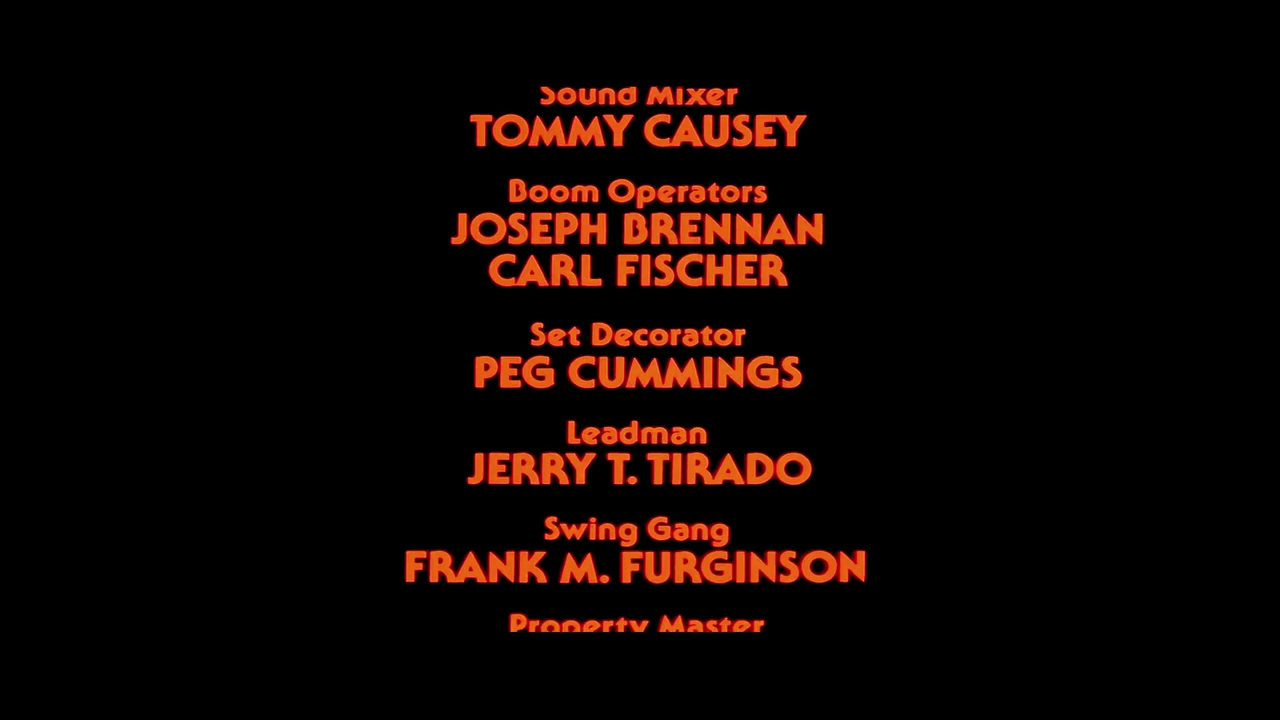 Sound Mixer
TOMMY CAUSEY
Boom Operators
JOSEPH BRENNAN
CARL FISCHER
Set Decorator
PEG CUMMINGS
Leadman
JERRY T. TIRADO
Swing Gang
FRANK M. FURGINSON
Property Master